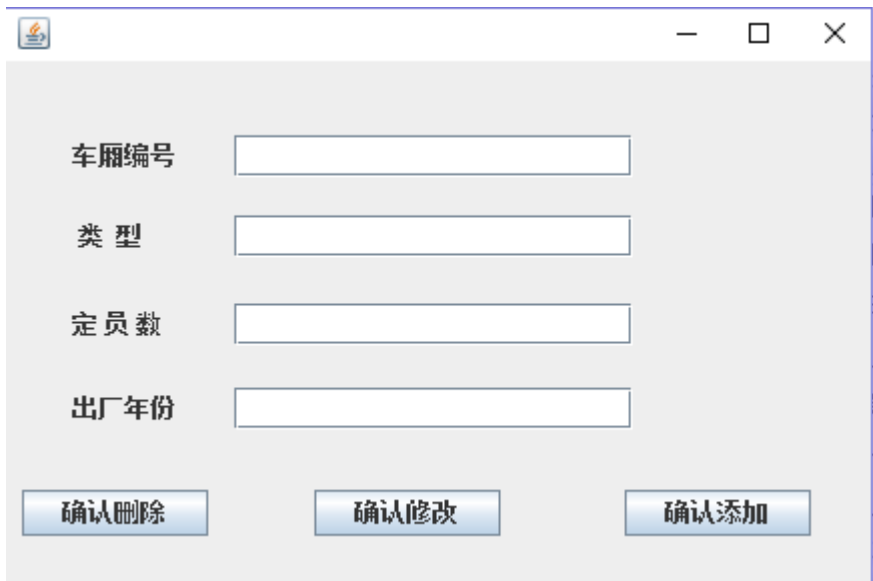 车厢编号
类 型
定 员 数
出厂年份
确认删除 确认修改 确认添加